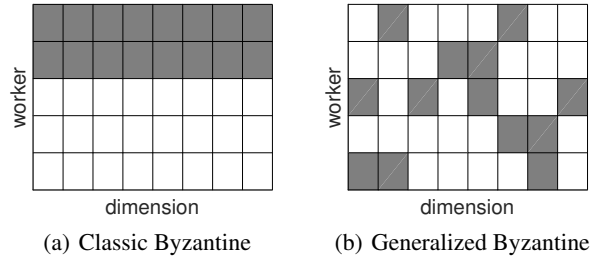 worker
dimension
(a) Classic Byzantine
worker
dimension
(b) Generalized Byzantine